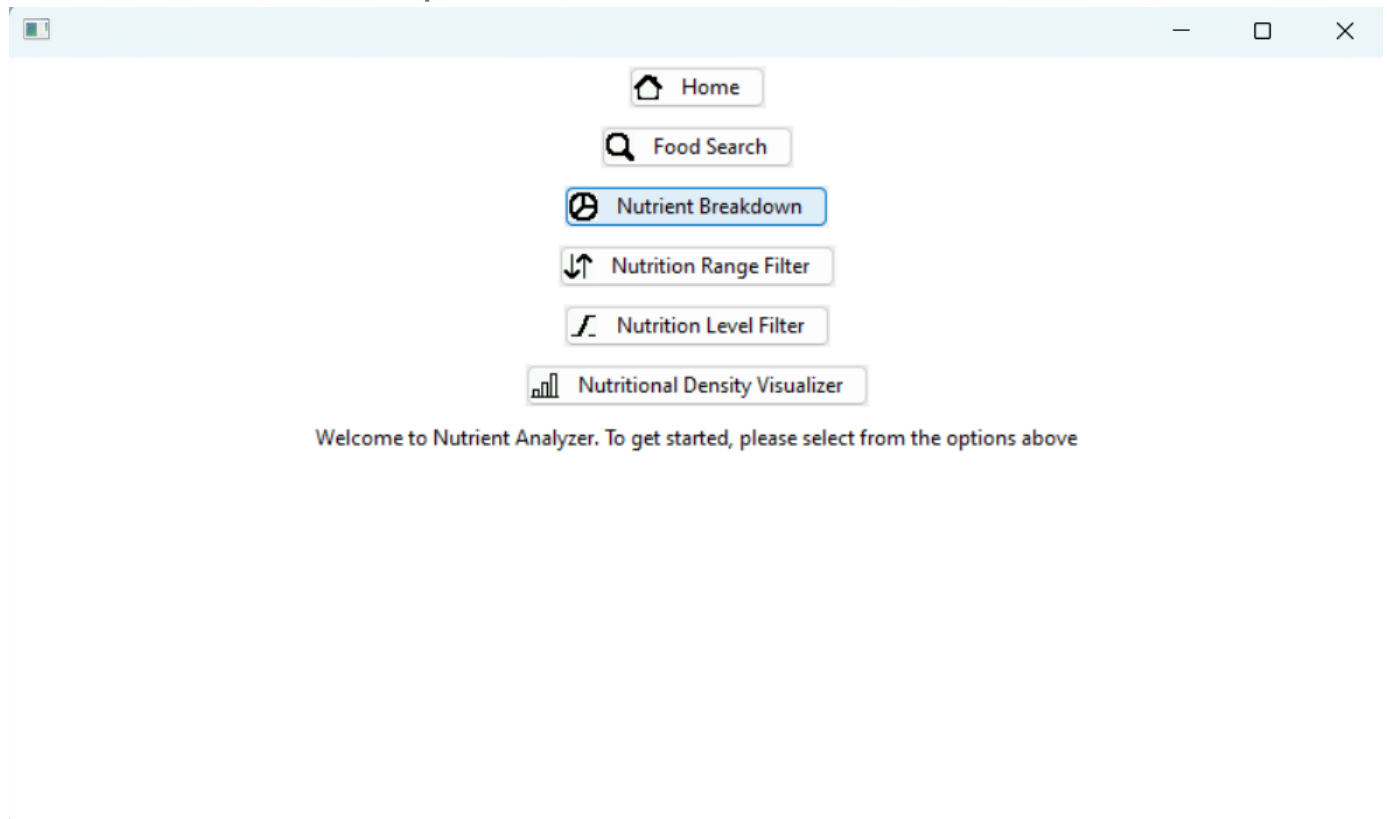 Home
Food Search
Nutrient Breakdown
Nutrition Range Filter
Nutrition Level Filter
Nutritional Density Visualizer
Welcome to Nutrient Analyzer. To get started, please select from the options above